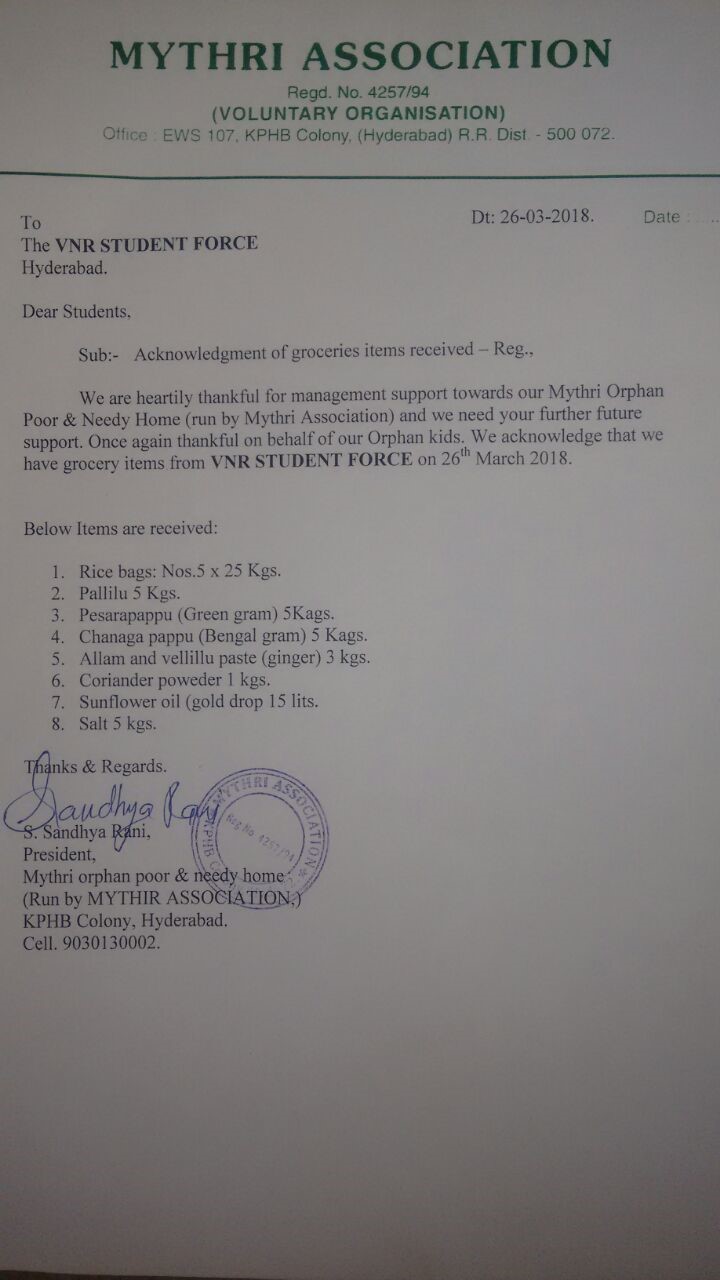 MYTHRI ASSOCIATION
Regd. No. 4257/94
(VOLUNTARY ORGANISATION)
Office : EWS 107, KPHB Colony, (Hyderabad) R.R. Dist. - 500 072.
Dt: 26-03-2018. Date : .....
To
The VNR STUDENT FORCE
Hyderabad.
Dear Students,
Sub:- Acknowledgment of groceries items received – Reg.,
We are heartily thankful for management support towards our Mythri Orphan
Poor & Needy Home (run by Mythri Association) and we need your further future
support. Once again thankful on behalf of our Orphan kids. We acknowledge that we
have grocery items from VNR STUDENT FORCE on 26th March 2018.
Below Items are received:
1. Rice bags: Nos.5 x 25 Kgs.
2. Pallilu 5 Kgs.
3. Pesarapappu (Green gram) 5Kags.
4. Chanaga pappu (Bengal gram) 5 Kags.
5. Allam and vellillu paste (ginger) 3 kgs.
6. Coriander poweder 1 kgs.
7. Sunflower oil (gold drop 15 lits.
8. Salt 5 kgs.
Thanks & Regards.
Sandhya Rani
MYTHRI ASSOCIATION
Reg No. 4257/94
KPHB
S. Sandhya Rani,
President,
Mythri orphan poor & needy home
(Run by MYTHIR ASSOCIATION,)
KPHB Colony, Hyderabad.
Cell. 9030130002.